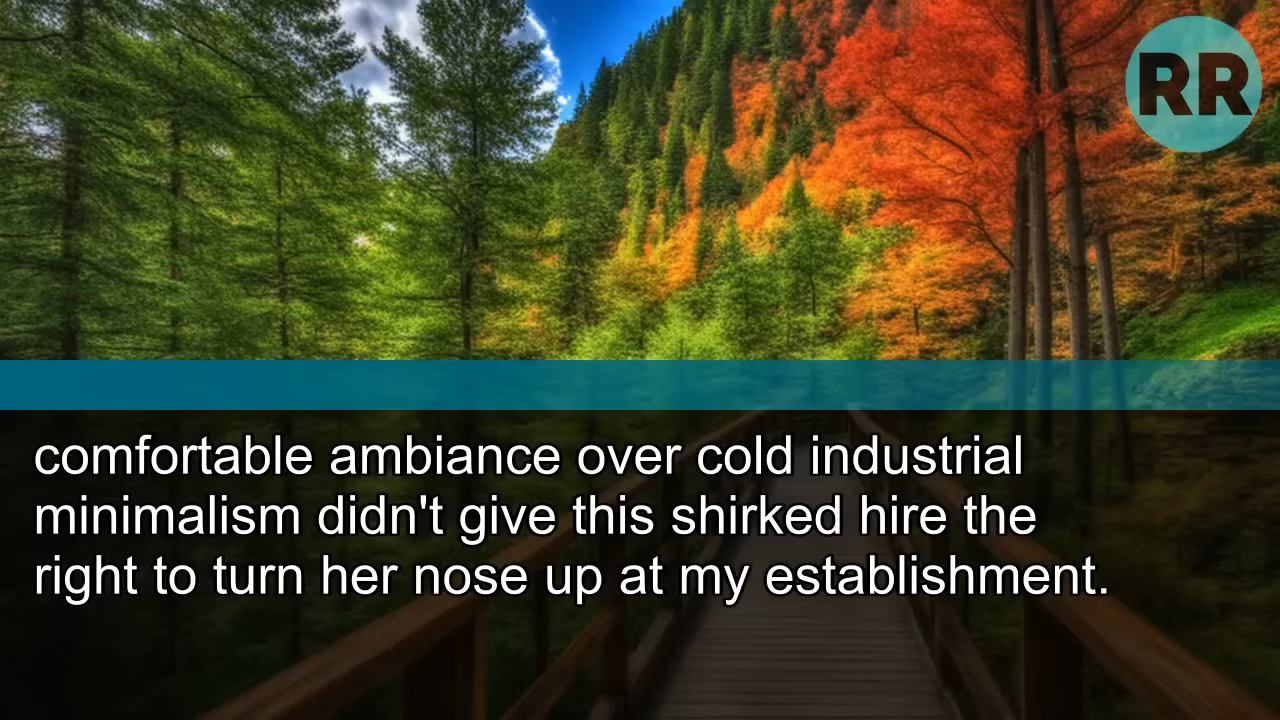 RR
comfortable ambiance over cold industrial
minimalism didn't give this shirked hire the
right to turn her nose up at my establishment.